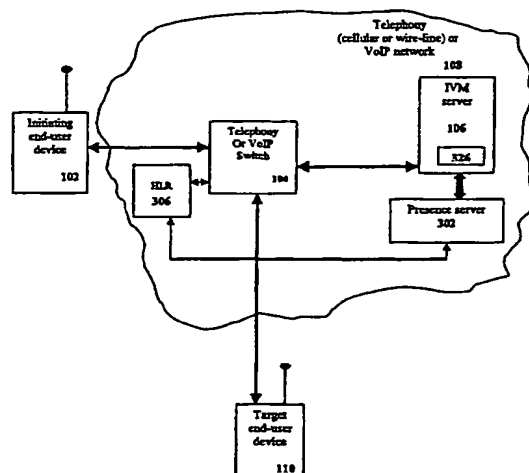 Telephony
(cellular or wire-line) or
VoIP network
108
IVM
server
106
326
Initiating
end-user
device
102
Telephony
Or VoIP
Switch
104
HLR
306
Presence server
302
Target
end-user
device
110